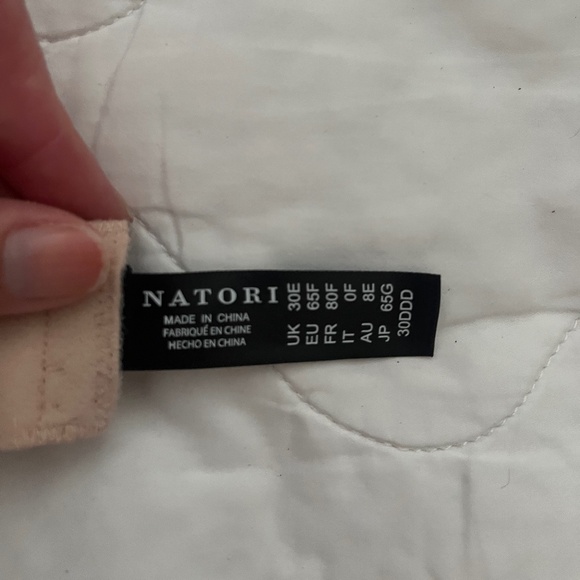 NATORI
MADE IN CHINA
FABRIQUÉ EN CHINE
HECHO EN CHINA
UK 30E
EU 65F
FR 80F
IT 0F
AU 8E
JP 65G
30DDD